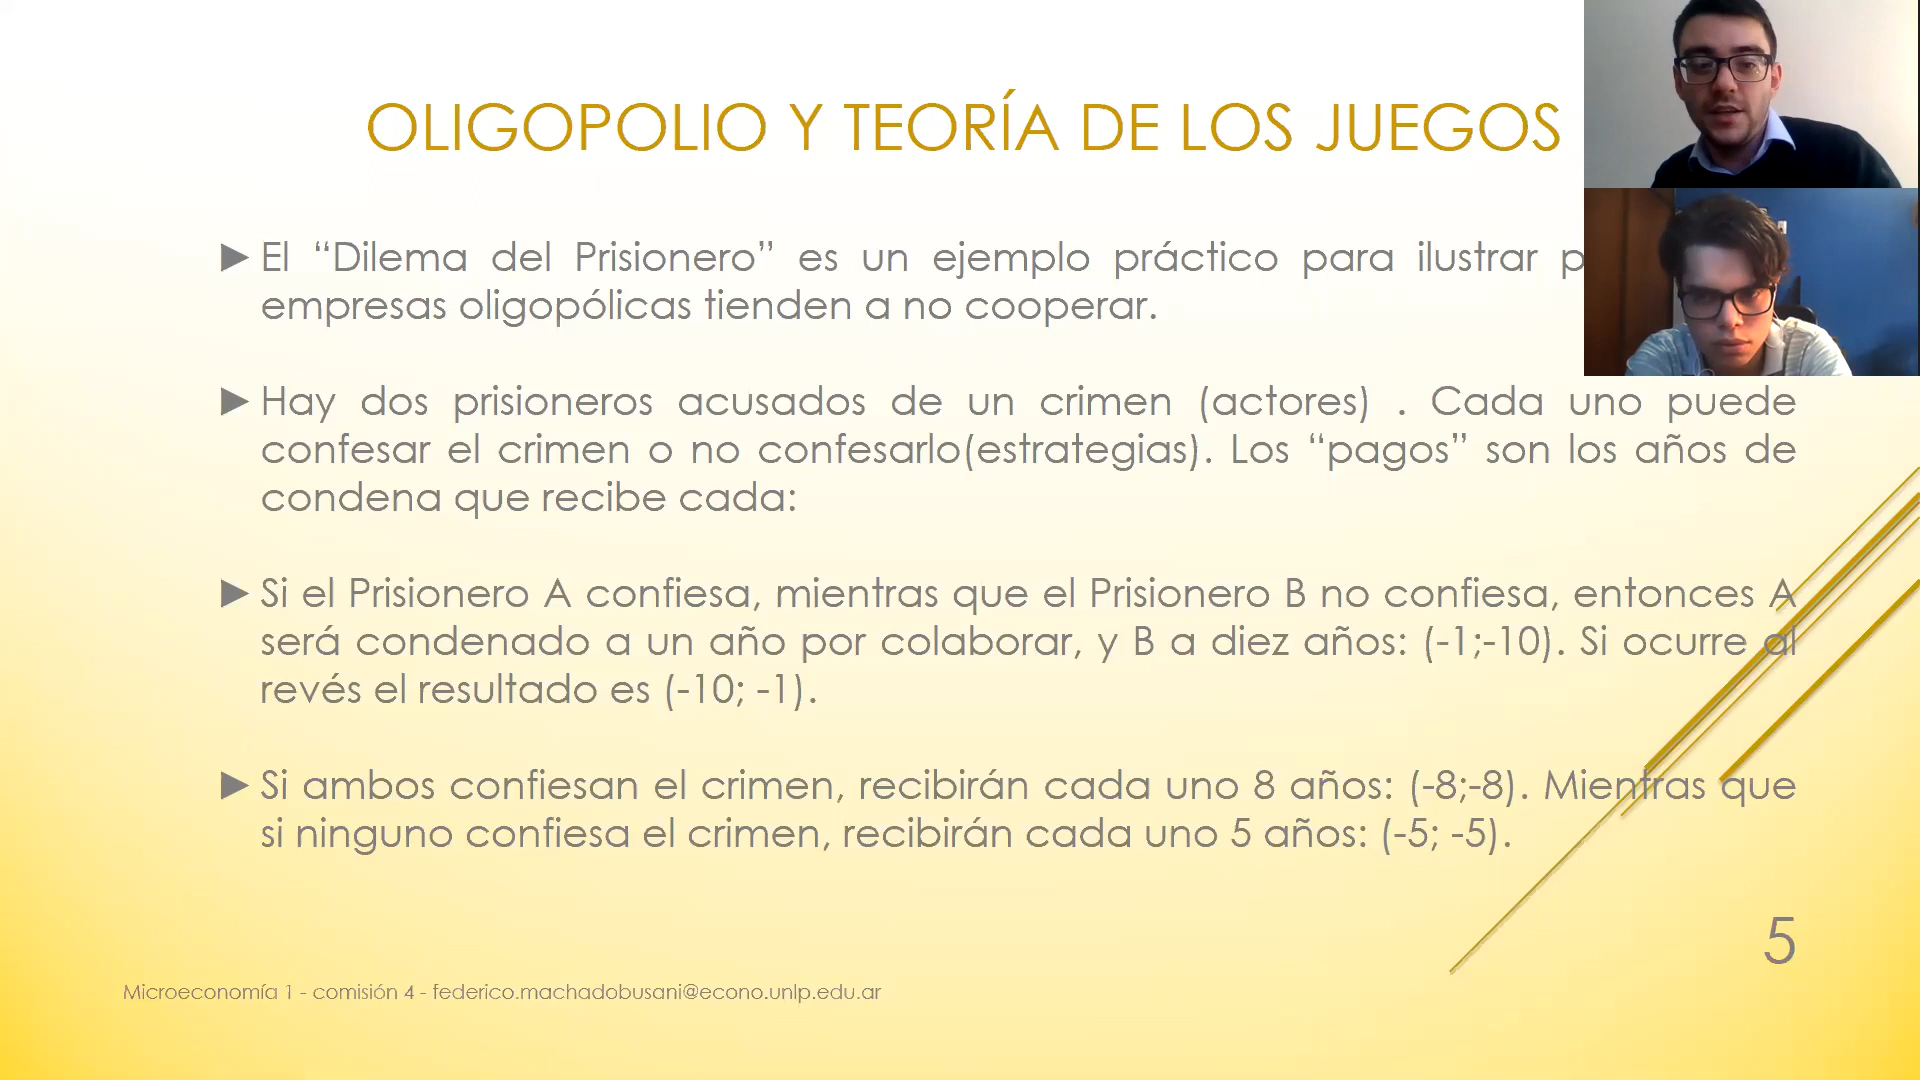 OLIGOPOLIO Y TEORÍA DE LOS JUEGOS
► El “Dilema del Prisionero” es un ejemplo práctico para ilustrar
empresas oligopólicas tienden a no cooperar.
► Hay dos prisioneros acusados de un crimen (actores) . Cada uno puede
confesar el crimen o no confesarlo(estrategias). Los “pagos” son los años de
condena que recibe cada:
► Si el Prisionero A confiesa, mientras que el Prisionero B no confiesa, entonces A
será condenado a un año por colaborar, y B a diez años: (-1;-10). Si ocurre al
revés el resultado es (-10; -1).
► Si ambos confiesan el crimen, recibirán cada uno 8 años: (-8;-8). Mientras que
si ninguno confiesa el crimen, recibirán cada uno 5 años: (-5; -5).
5
Microeconomía 1 - comisión 4 - federico.machadobusani@econo.unlp.edu.ar